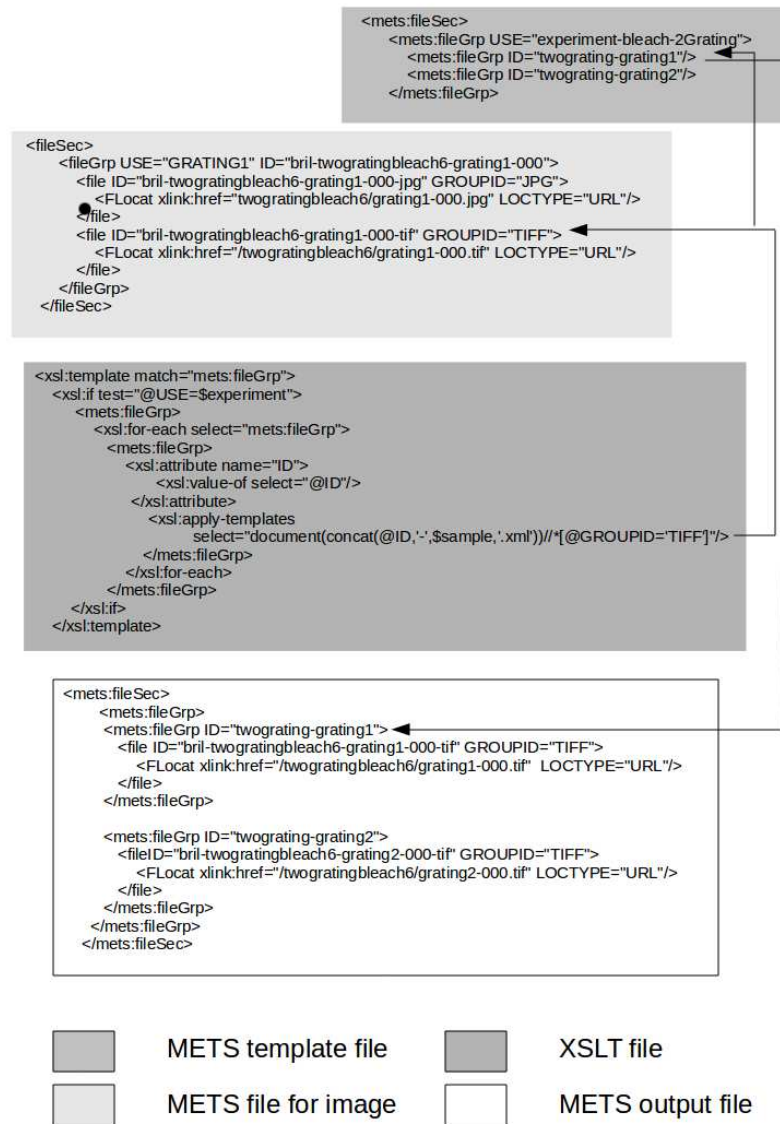 <mets:fileSec>
<mets:fileGrp USE="experiment-bleach-2Grating">
<mets:fileGrp ID="twograting-grating1"/>
<mets:fileGrp ID="twograting-grating2"/>
</mets:fileGrp>
<fileSec>
<fileGrp USE="GRATING1" ID="bril-twogratingbleach6-grating1-000">
<file ID="bril-twogratingbleach6-grating1-000-jpg" GROUPID="JPG">
<FLocat xlink:href="twogratingbleach6/grating1-000.jpg" LOCTYPE="URL"/>
</file>
<file ID="bril-twogratingbleach6-grating1-000-tif" GROUPID="TIFF">
<FLocat xlink:href="/twogratingbleach6/grating1-000.tif" LOCTYPE="URL"/>
</file>
</fileGrp>
</fileSec>
<xsl:template match="mets:fileGrp">
<xsl:if test="@USE=$experiment">
<mets:fileGrp>
<xsl:for-each select="mets:fileGrp">
<mets:fileGrp>
<xsl:attribute name="ID">
<xsl:value-of select="@ID"/>
</xsl:attribute>
<xsl:apply-templates
select="document(concat(@ID,'-',$sample,'.xml'))//*[@GROUPID='TIFF']"/>
</mets:fileGrp>
</xsl:for-each>
</mets:fileGrp>
</xsl:if>
</xsl:template>
<mets:fileSec>
<mets:fileGrp>
<mets:fileGrp ID="twograting-grating1">
<file ID="bril-twogratingbleach6-grating1-000-tif" GROUPID="TIFF">
<FLocat xlink:href="/twogratingbleach6/grating1-000.tif" LOCTYPE="URL"/>
</file>
</mets:fileGrp>
<mets:fileGrp ID="twograting-grating2">
<fileID="bril-twogratingbleach6-grating2-000-tif" GROUPID="TIFF">
<FLocat xlink:href="/twogratingbleach6/grating2-000.tif" LOCTYPE="URL"/>
</file>
</mets:fileGrp>
</mets:fileGrp>
</mets:fileSec>
METS template file
XSLT file
METS file for image
METS output file